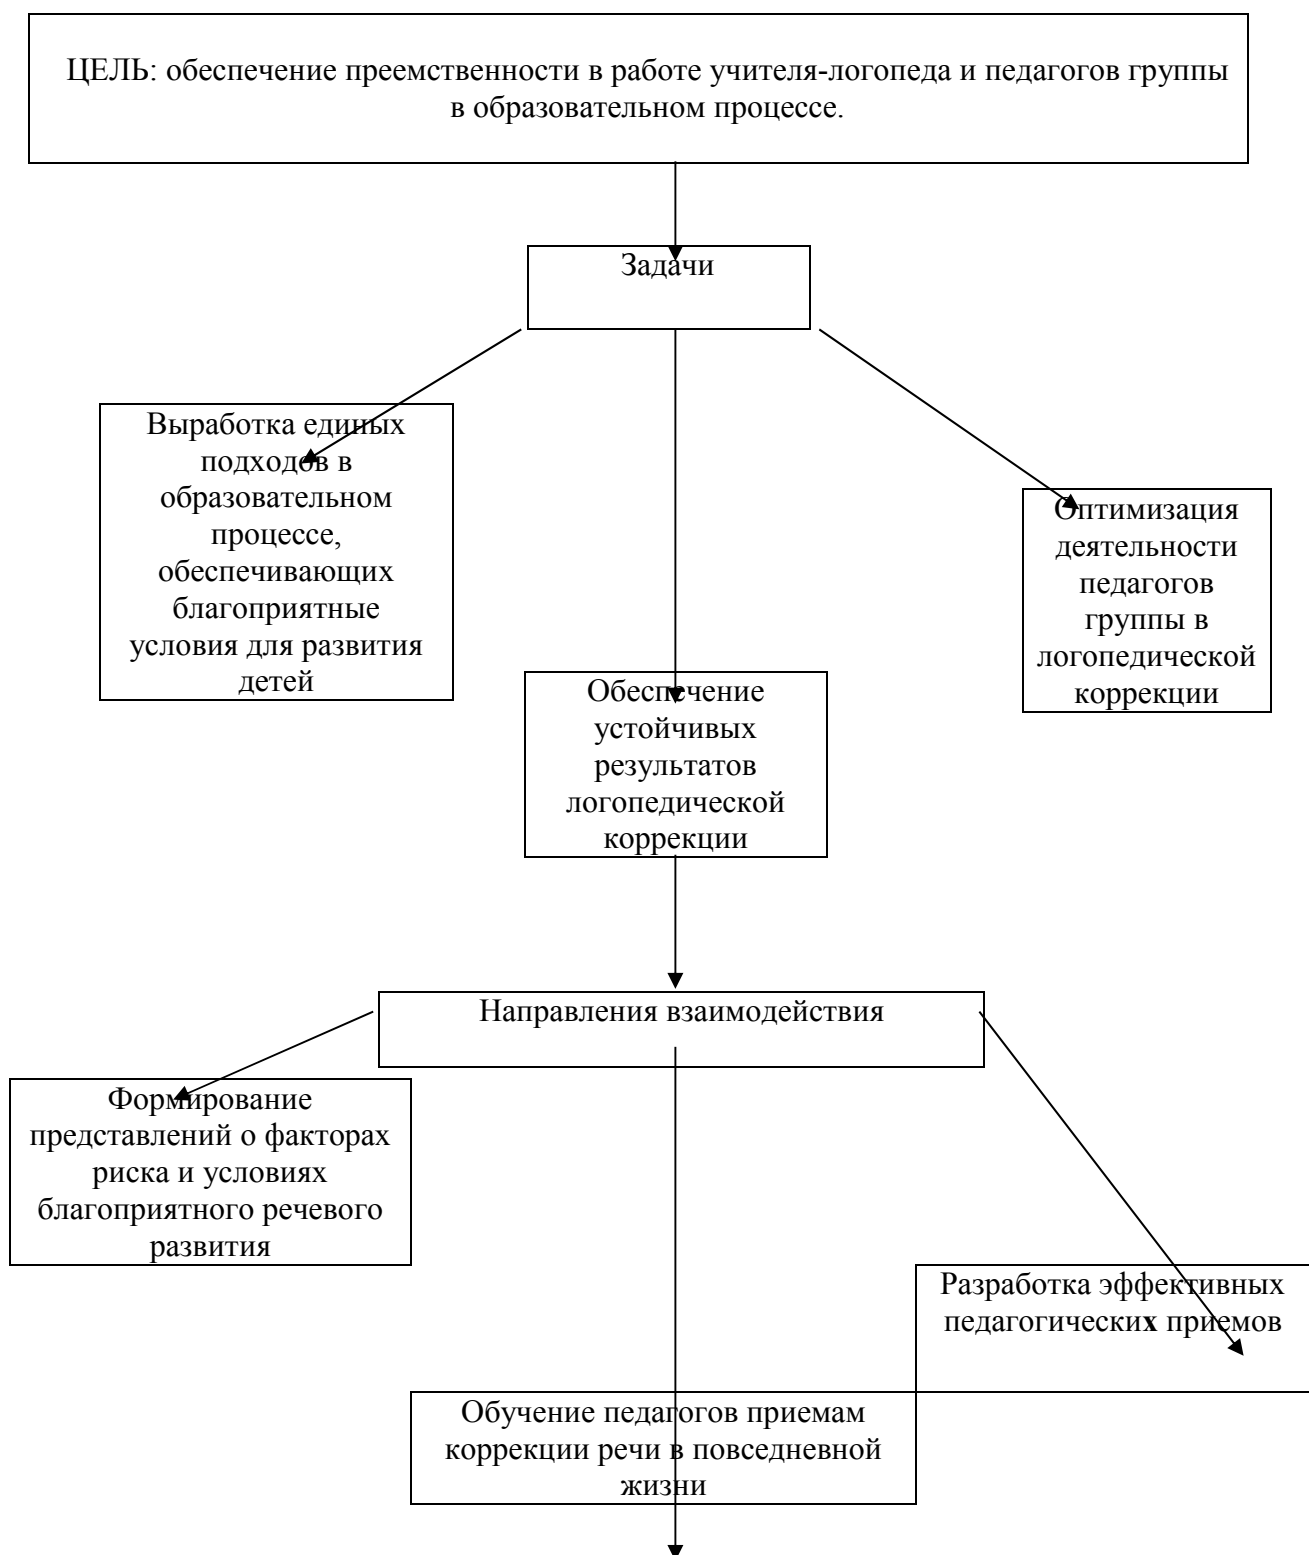 ЦЕЛЬ: обеспечение преемственности в работе учителя-логопеда и педагогов группы
в образовательном процессе.
Задачи
Выработка единых
подходов в
образовательном
процессе,
обеспечивающих
благоприятные
условия для развития
детей
Оптимизация
деятельности
педагогов
группы в
логопедической
коррекции
Обеспечение
устойчивых
результатов
логопедической
коррекции
Направления взаимодействия
Формирование
представлений о факторах
риска и условиях
благоприятного речевого
развития
Разработка эффективных
педагогических приемов
Обучение педагогов приемам
коррекции речи в повседневной
жизни